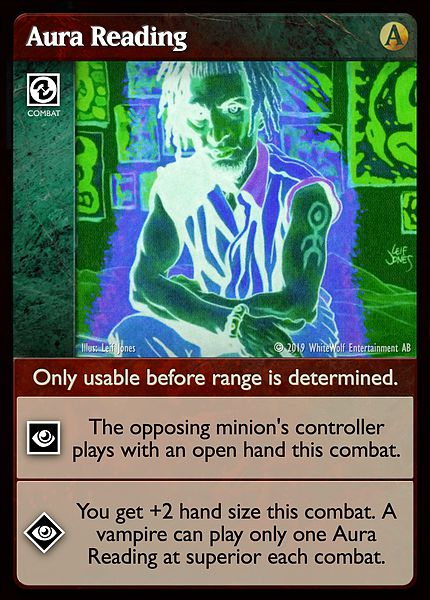 Aura Reading
A
COMBAT
LEIF
JONES
Illus: Leif Jones
© 2019 WhiteWolf Entertainment AB
Only usable before range is determined.
The opposing minion's controller
plays with an open hand this combat.
You get +2 hand size this combat. A
vampire can play only one Aura
Reading at superior each combat.